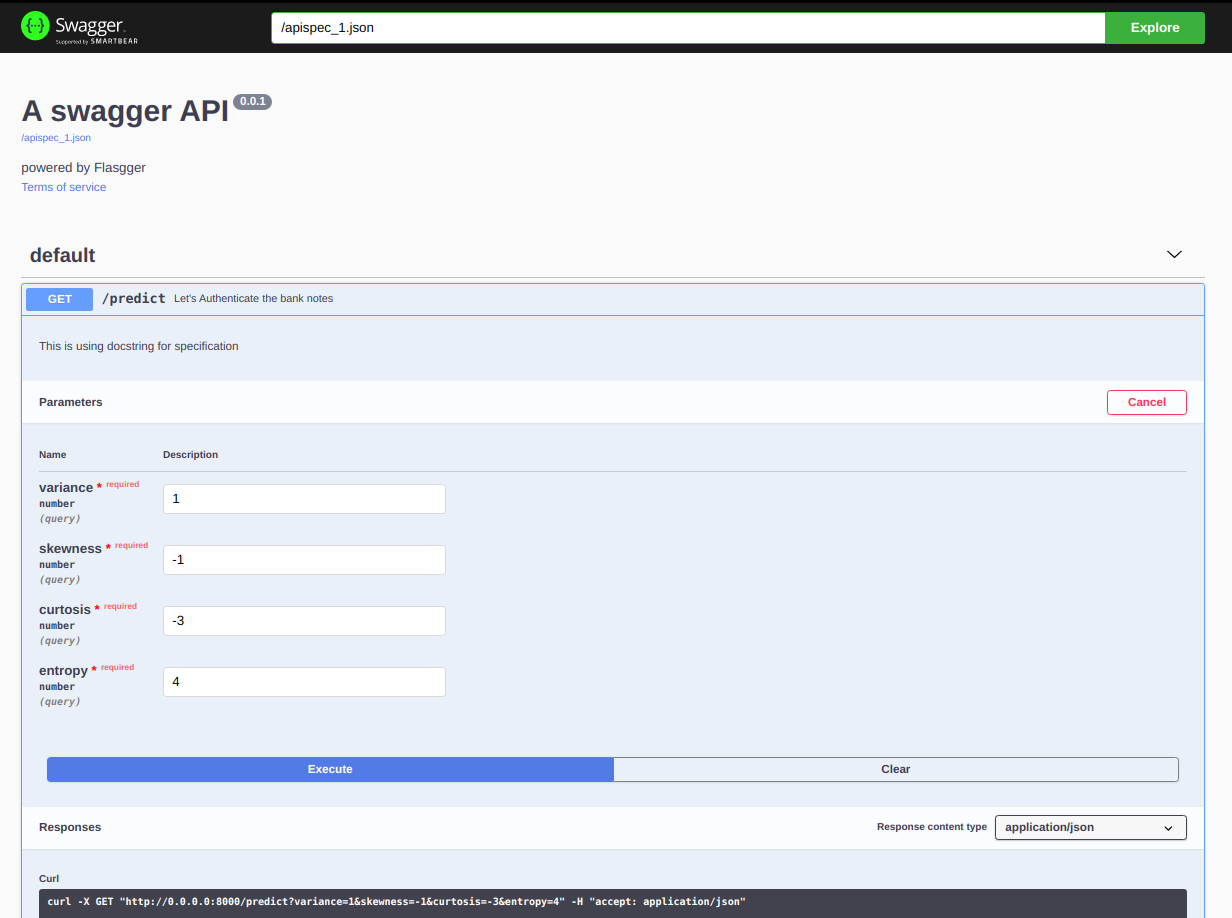 {···} Swagger.
Supported by SMARTBEAR
/apispec_1.json
Explore
A swagger API 0.0.1
/apispec_1.json
powered by Flasgger
Terms of service
default
GET /predict Let's Authenticate the bank notes
This is using docstring for specification
Parameters
Cancel
Name Description
variance * required
number
(query)
1
skewness * required
number
(query)
-1
curtosis * required
number
(query)
-3
entropy * required
number
(query)
4
Execute
Clear
Responses
Response content type application/json
Curl
curl -X GET "http://0.0.0.0:8000/predict?variance=1&skewness=-1&curtosis=-3&entropy=4" -H "accept: application/json"